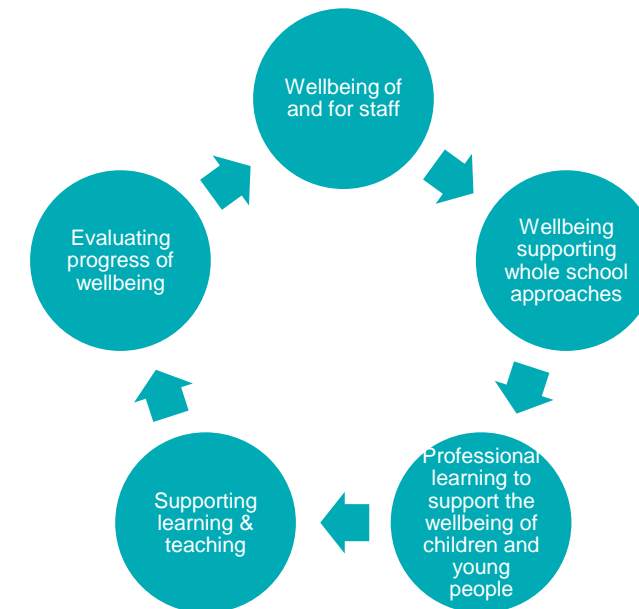 Wellbeing of
and for staff
Wellbeing
supporting
whole school
approaches
Professional
learning to
support the
wellbeing of
children and
young
people
Supporting
learning &
teaching
Evaluating
progress of
wellbeing